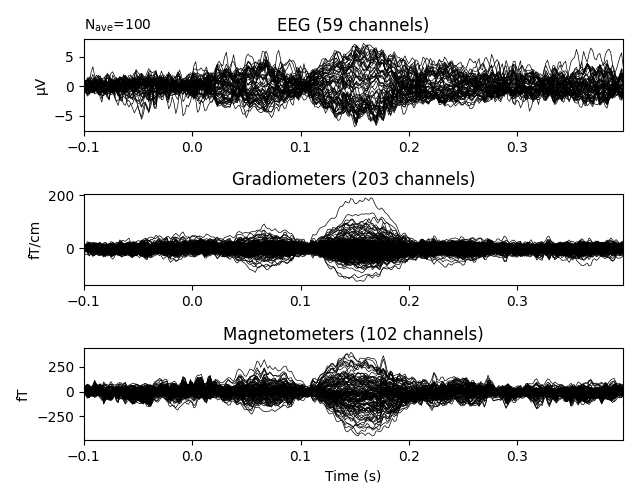 Nave=100
EEG (59 channels)
µV
5
0
−5
−0.1 0.0 0.1 0.2 0.3
Gradiometers (203 channels)
fT/cm
200
0
−0.1 0.0 0.1 0.2 0.3
Magnetometers (102 channels)
fT
250
0
−250
−0.1 0.0 0.1 0.2 0.3
Time (s)